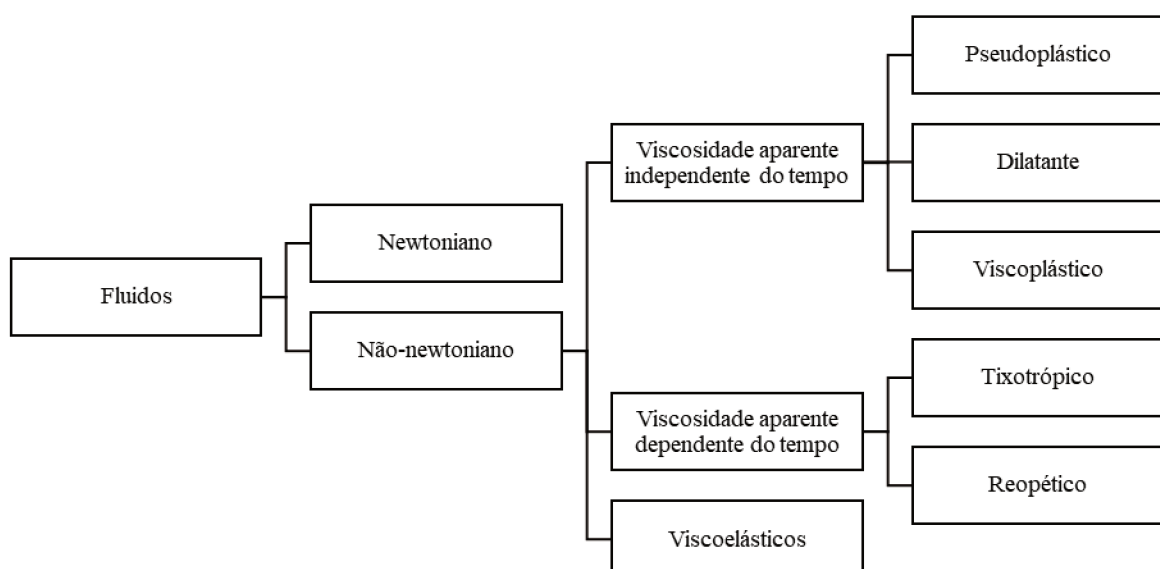 Fluidos
Newtoniano
Não-newtoniano
Viscosidade aparente
independente do tempo
Viscosidade aparente
dependente do tempo
Viscoelásticos
Pseudoplástico
Dilatante
Viscoplástico
Tixotrópico
Reopético